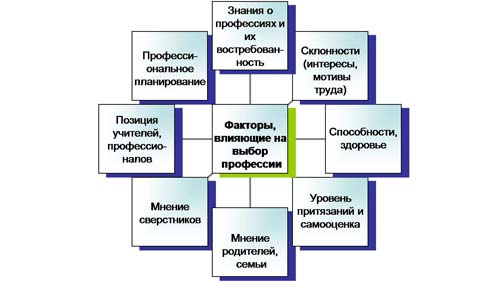 Знания о
профессиях и
их
востребован-
ность
Професси-
ональное
планирование
Склонности
(интересы,
мотивы
труда)
Позиция
учителей,
профессио-
налов
Факторы,
влияющие на
выбор
профессии
Способности,
здоровье
Мнение
сверстников
Уровень
притязаний и
самооценка
Мнение
родителей,
семьи